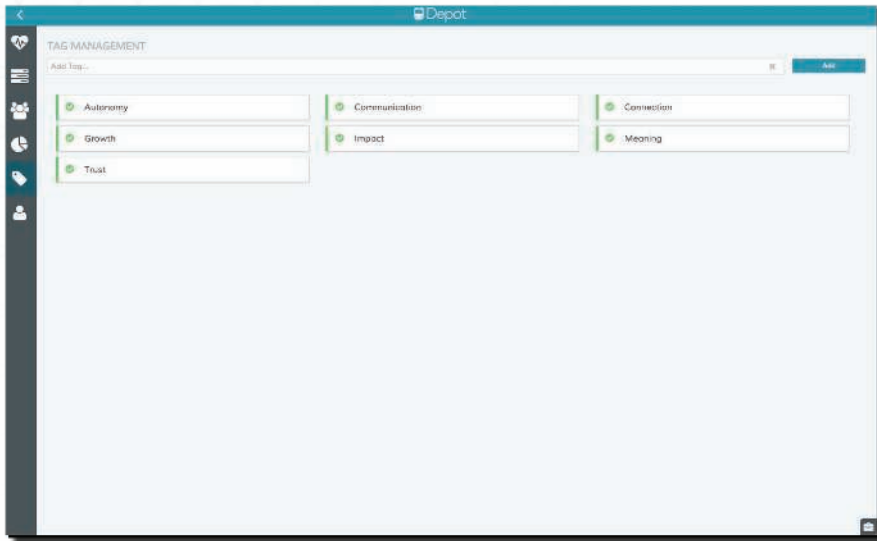 Depot
TAG MANAGEMENT
Add Tag...
Add
Autonomy Communication Connection
Growth Impact Meaning
Trust